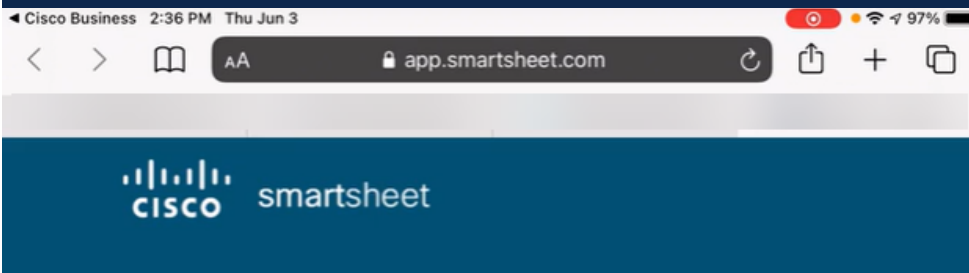 ◀ Cisco Business 2:36 PM Thu Jun 3 97%
AA app.smartsheet.com
CISCO smartsheet